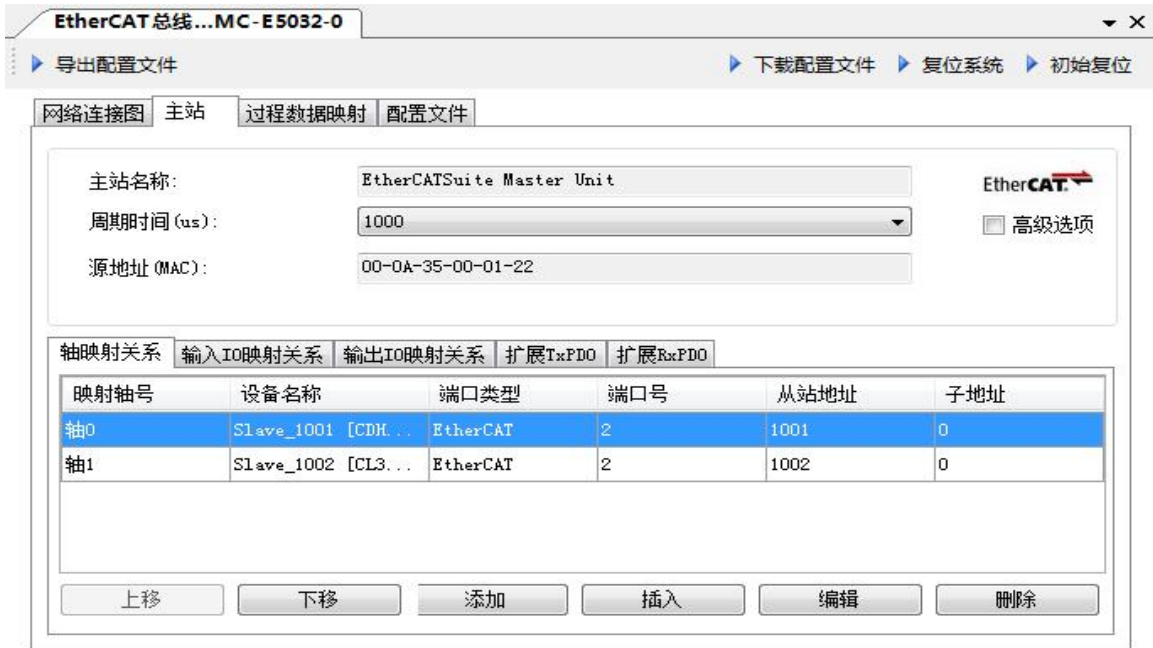 EtherCAT总线...MC-E5032-0
导出配置文件 下载配置文件 复位系统 初始复位
网络连接图 主站 过程数据映射 配置文件
主站名称: EtherCATSuite Master Unit EtherCAT
周期时间(us): 1000 高级选项
源地址(MAC): 00-0A-35-00-01-22
轴映射关系 输入IO映射关系 输出IO映射关系 扩展TxPDO 扩展RxPDO
映射轴号 设备名称 端口类型 端口号 从站地址 子地址
轴0 Slave_1001 [CDH... EtherCAT 2 1001 0
轴1 Slave_1002 [CL3... EtherCAT 2 1002 0
上移 下移 添加 插入 编辑 删除